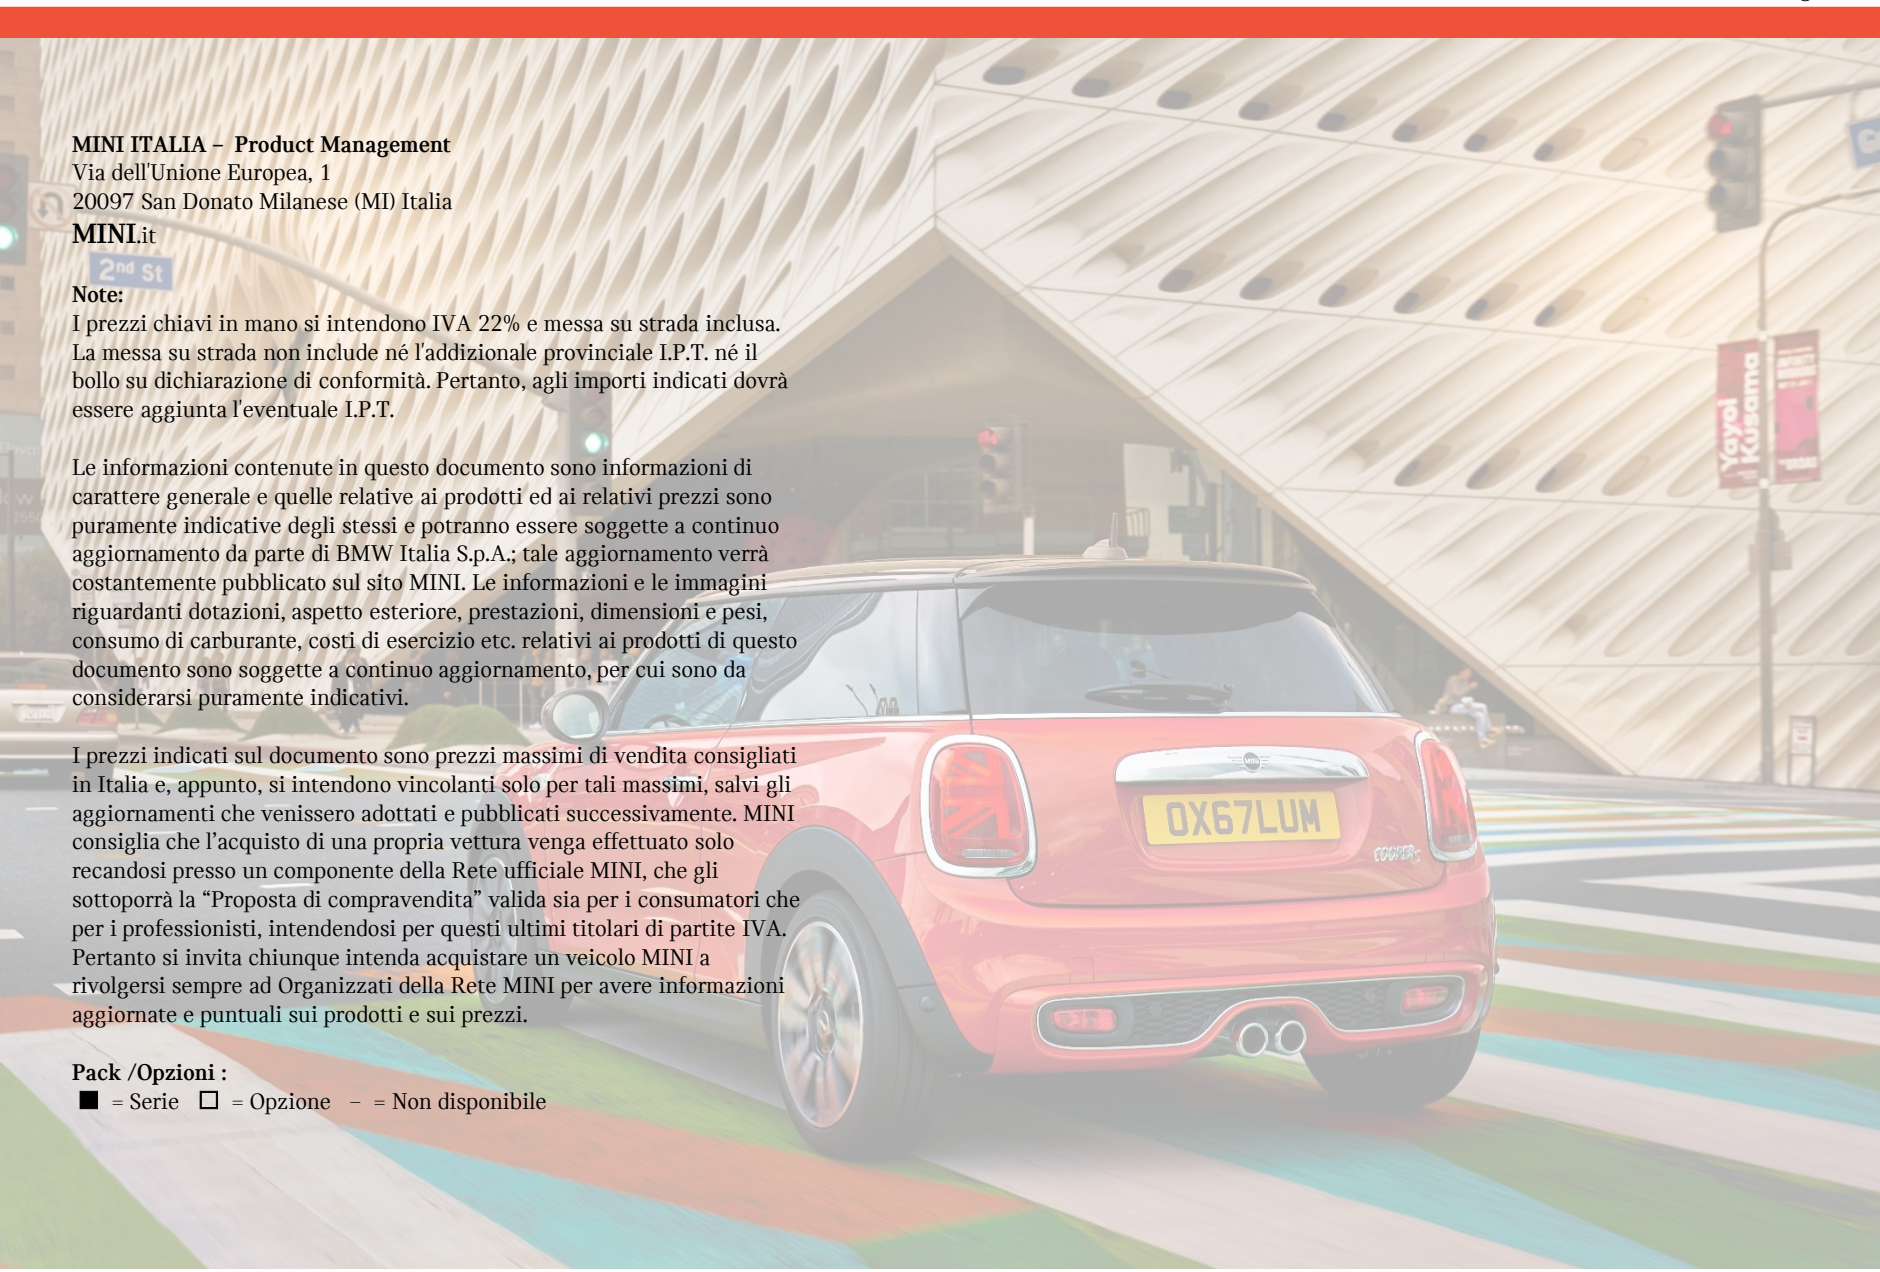 MINI ITALIA – Product Management
Via dell'Unione Europea, 1
20097 San Donato Milanese (MI) Italia
MINI.it
2nd St
Note:
I prezzi chiavi in mano si intendono IVA 22% e messa su strada inclusa.
La messa su strada non include né l'addizionale provinciale I.P.T. né il
bollo su dichiarazione di conformità. Pertanto, agli importi indicati dovrà
essere aggiunta l'eventuale I.P.T.
Le informazioni contenute in questo documento sono informazioni di
carattere generale e quelle relative ai prodotti ed ai relativi prezzi sono
puramente indicative degli stessi e potranno essere soggette a continuo
aggiornamento da parte di BMW Italia S.p.A.; tale aggiornamento verrà
costantemente pubblicato sul sito MINI. Le informazioni e le immagini
riguardanti dotazioni, aspetto esteriore, prestazioni, dimensioni e pesi,
consumo di carburante, costi di esercizio etc. relativi ai prodotti di questo
documento sono soggette a continuo aggiornamento, per cui sono da
considerarsi puramente indicativi.
I prezzi indicati sul documento sono prezzi massimi di vendita consigliati
in Italia e, appunto, si intendono vincolanti solo per tali massimi, salvi gli
aggiornamenti che venissero adottati e pubblicati successivamente. MINI
consiglia che l’acquisto di una propria vettura venga effettuato solo
recandosi presso un componente della Rete ufficiale MINI, che gli
sottoporrà la “Proposta di compravendita” valida sia per i consumatori che
per i professionisti, intendendosi per questi ultimi titolari di partite IVA.
Pertanto si invita chiunque intenda acquistare un veicolo MINI a
rivolgersi sempre ad Organizzati della Rete MINI per avere informazioni
aggiornate e puntuali sui prodotti e sui prezzi.
Pack /Opzioni :
■ = Serie □ = Opzione – = Non disponibile
Yayoi
Kusama
OX67LUM
COOPER S